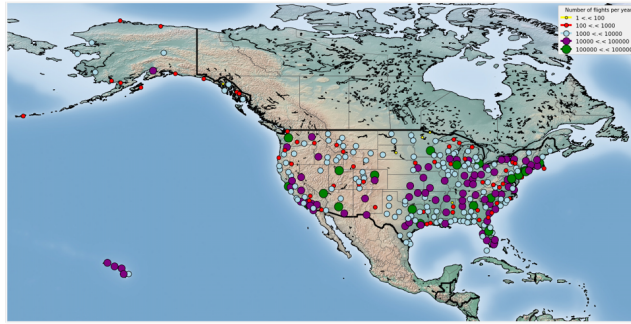 Number of flights per year
1 < . < 100
100 < . < 1000
1000 < . < 10000
10000 < . < 100000
100000 < . < 1000000